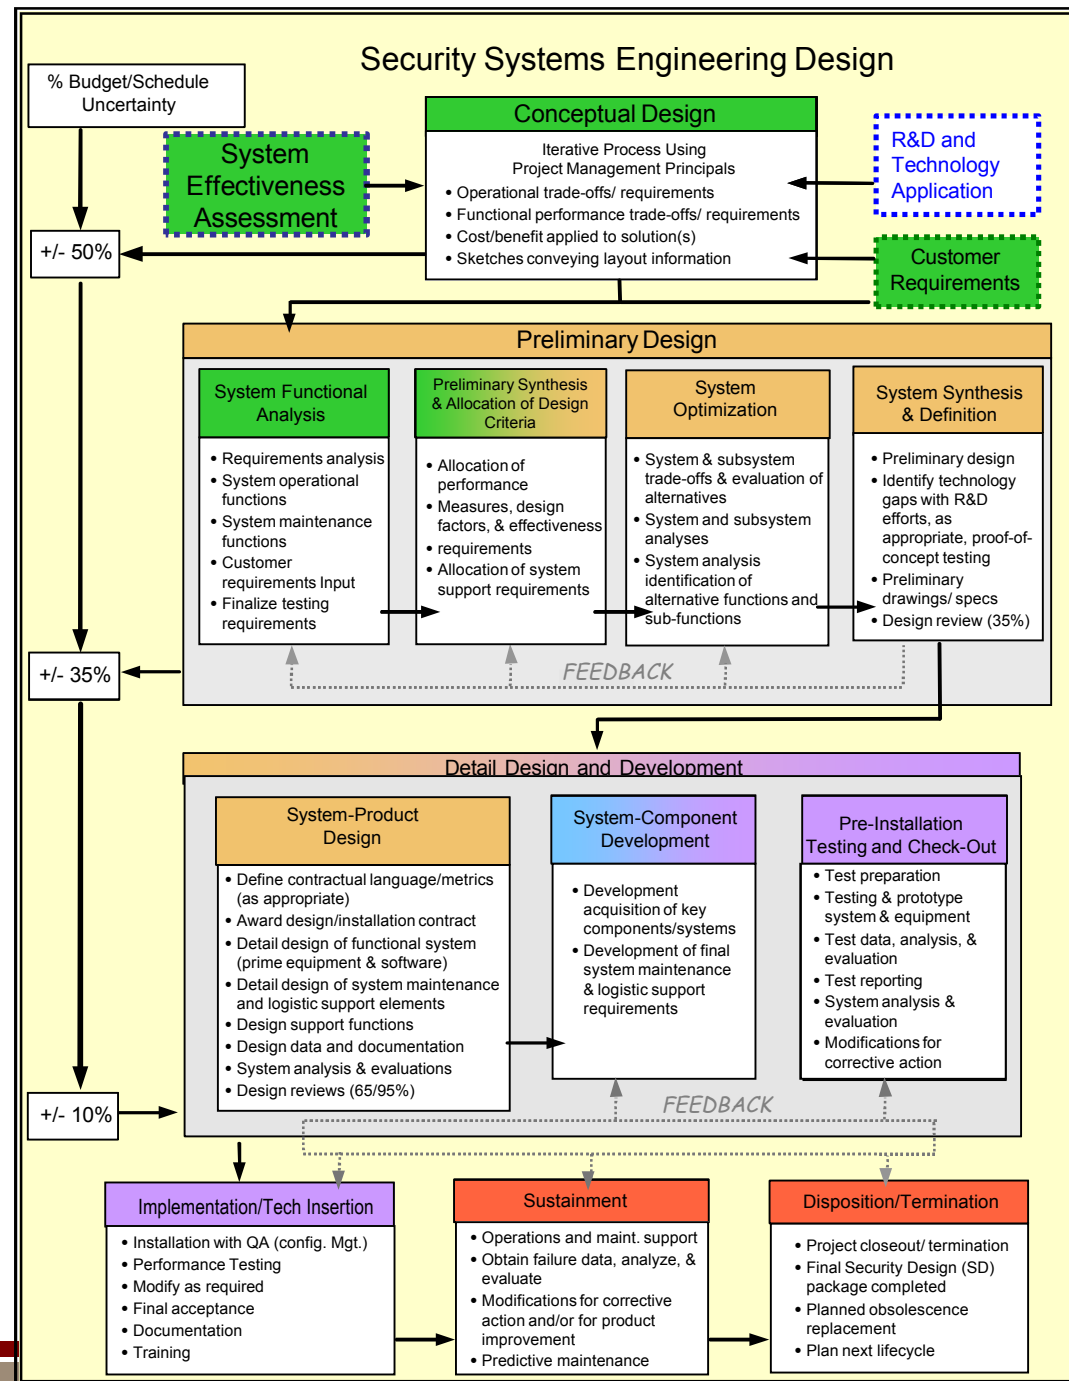 Security Systems Engineering Design
% Budget/Schedule
Uncertainty
Conceptual Design
Iterative Process Using
Project Management Principals
• Operational trade-offs/ requirements
• Functional performance trade-offs/ requirements
• Cost/benefit applied to solution(s)
• Sketches conveying layout information
System
Effectiveness
Assessment
R&D and
Technology
Application
Customer
Requirements
+/- 50%
Preliminary Design
System Functional
Analysis
• Requirements analysis
• System operational
functions
• System maintenance
functions
• Customer
requirements Input
• Finalize testing
requirements
Preliminary Synthesis
& Allocation of Design
Criteria
• Allocation of
performance
• Measures, design
factors, & effectiveness
• requirements
• Allocation of system
support requirements
System
Optimization
• System & subsystem
trade-offs & evaluation of
alternatives
• System and subsystem
analyses
• System analysis
identification of
alternative functions and
sub-functions
System Synthesis
& Definition
• Preliminary design
• Identify technology
gaps with R&D
efforts, as
appropriate, proof-of-
concept testing
• Preliminary
drawings/ specs
• Design review (35%)
FEEDBACK
+/- 35%
Detail Design and Development
System-Product
Design
• Define contractual language/metrics
(as appropriate)
• Award design/installation contract
• Detail design of functional system
(prime equipment & software)
• Detail design of system maintenance
and logistic support elements
• Design support functions
• Design data and documentation
• System analysis & evaluations
• Design reviews (65/95%)
System-Component
Development
• Development
acquisition of key
components/systems
• Development of final
system maintenance
& logistic support
requirements
Pre-Installation
Testing and Check-Out
• Test preparation
• Testing & prototype
system & equipment
• Test data, analysis, &
evaluation
• Test reporting
• System analysis &
evaluation
• Modifications for
corrective action
FEEDBACK
+/- 10%
Implementation/Tech Insertion
• Installation with QA (config. Mgt.)
• Performance Testing
• Modify as required
• Final acceptance
• Documentation
• Training
Sustainment
• Operations and maint. support
• Obtain failure data, analyze, &
evaluate
• Modifications for corrective
action and/or for product
improvement
• Predictive maintenance
Disposition/Termination
• Project closeout/ termination
• Final Security Design (SD)
package completed
• Planned obsolescence
replacement
• Plan next lifecycle